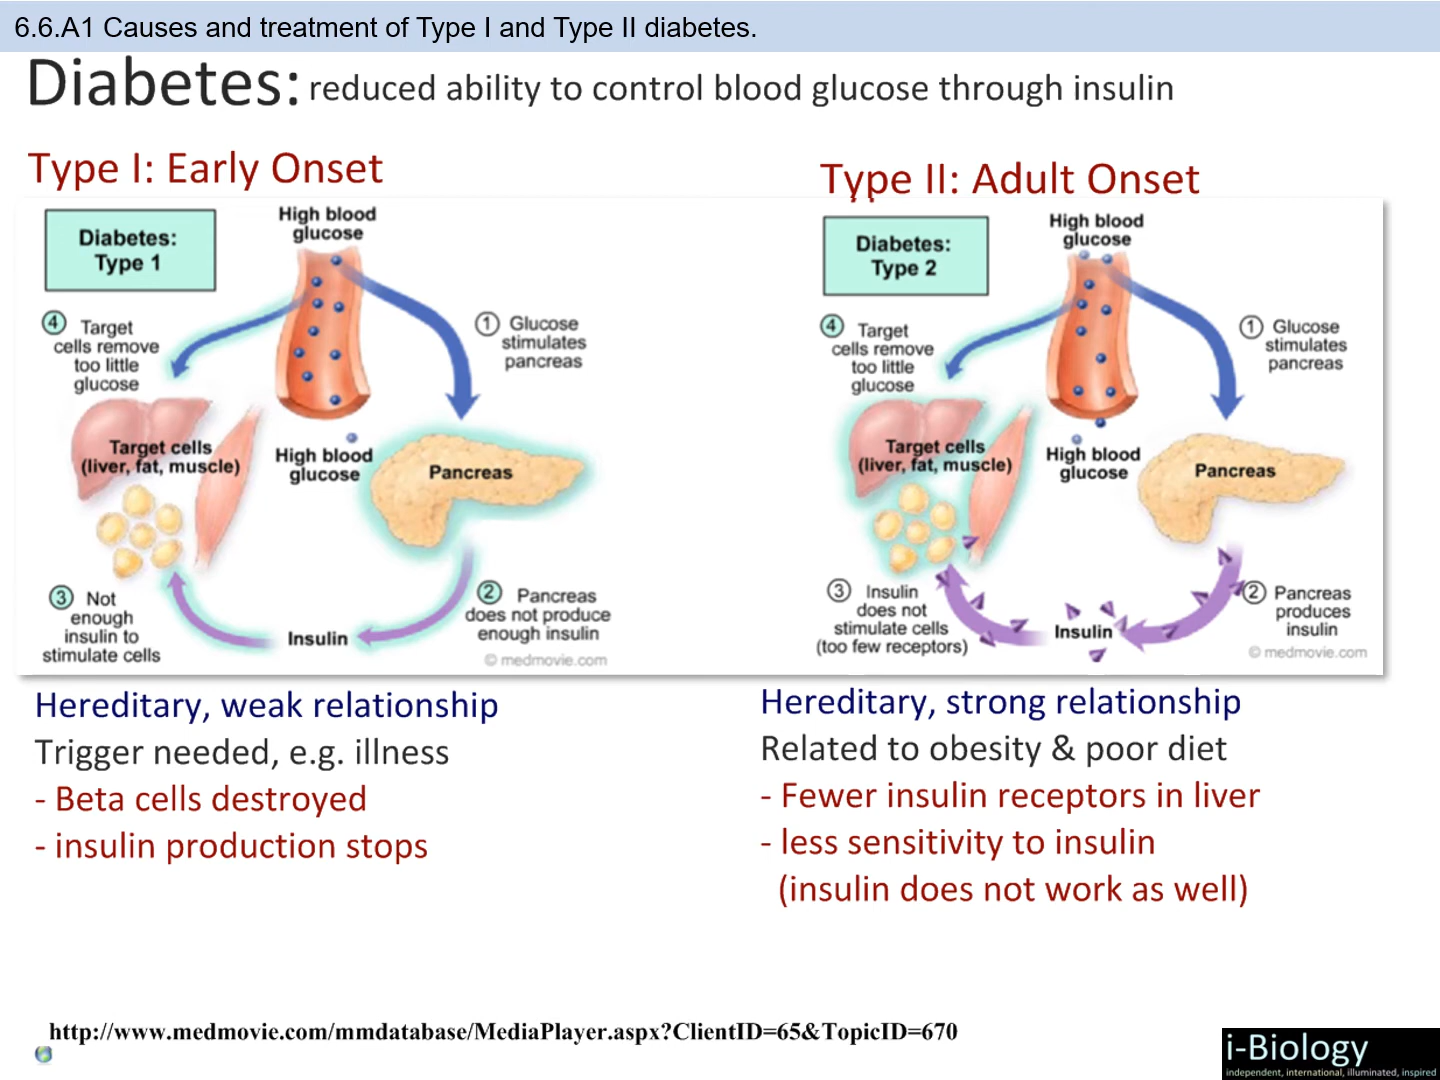 6.6.A1 Causes and treatment of Type I and Type II diabetes.
Diabetes: reduced ability to control blood glucose through insulin
Type I: Early Onset
Diabetes:
Type 1
High blood
glucose
④ Target
cells remove
too little
glucose
① Glucose
stimulates
pancreas
Target cells
(liver, fat, muscle)
High blood
glucose
Pancreas
③ Not
enough
insulin to
stimulate cells
Insulin
② Pancreas
does not produce
enough insulin
© medmovie.com
Hereditary, weak relationship
Trigger needed, e.g. illness
- Beta cells destroyed
- insulin production stops
Type II: Adult Onset
Diabetes:
Type 2
High blood
glucose
④ Target
cells remove
too little
glucose
① Glucose
stimulates
pancreas
Target cells
(liver, fat, muscle)
High blood
glucose
Pancreas
③ Insulin
does not
stimulate cells
(too few receptors)
Insulin
② Pancreas
produces
insulin
© medmovie.com
Hereditary, strong relationship
Related to obesity & poor diet
- Fewer insulin receptors in liver
- less sensitivity to insulin
(insulin does not work as well)
http://www.medmovie.com/mmdatabase/MediaPlayer.aspx?ClientID=65&TopicID=670
i-Biology
independent, international, illuminated, inspired